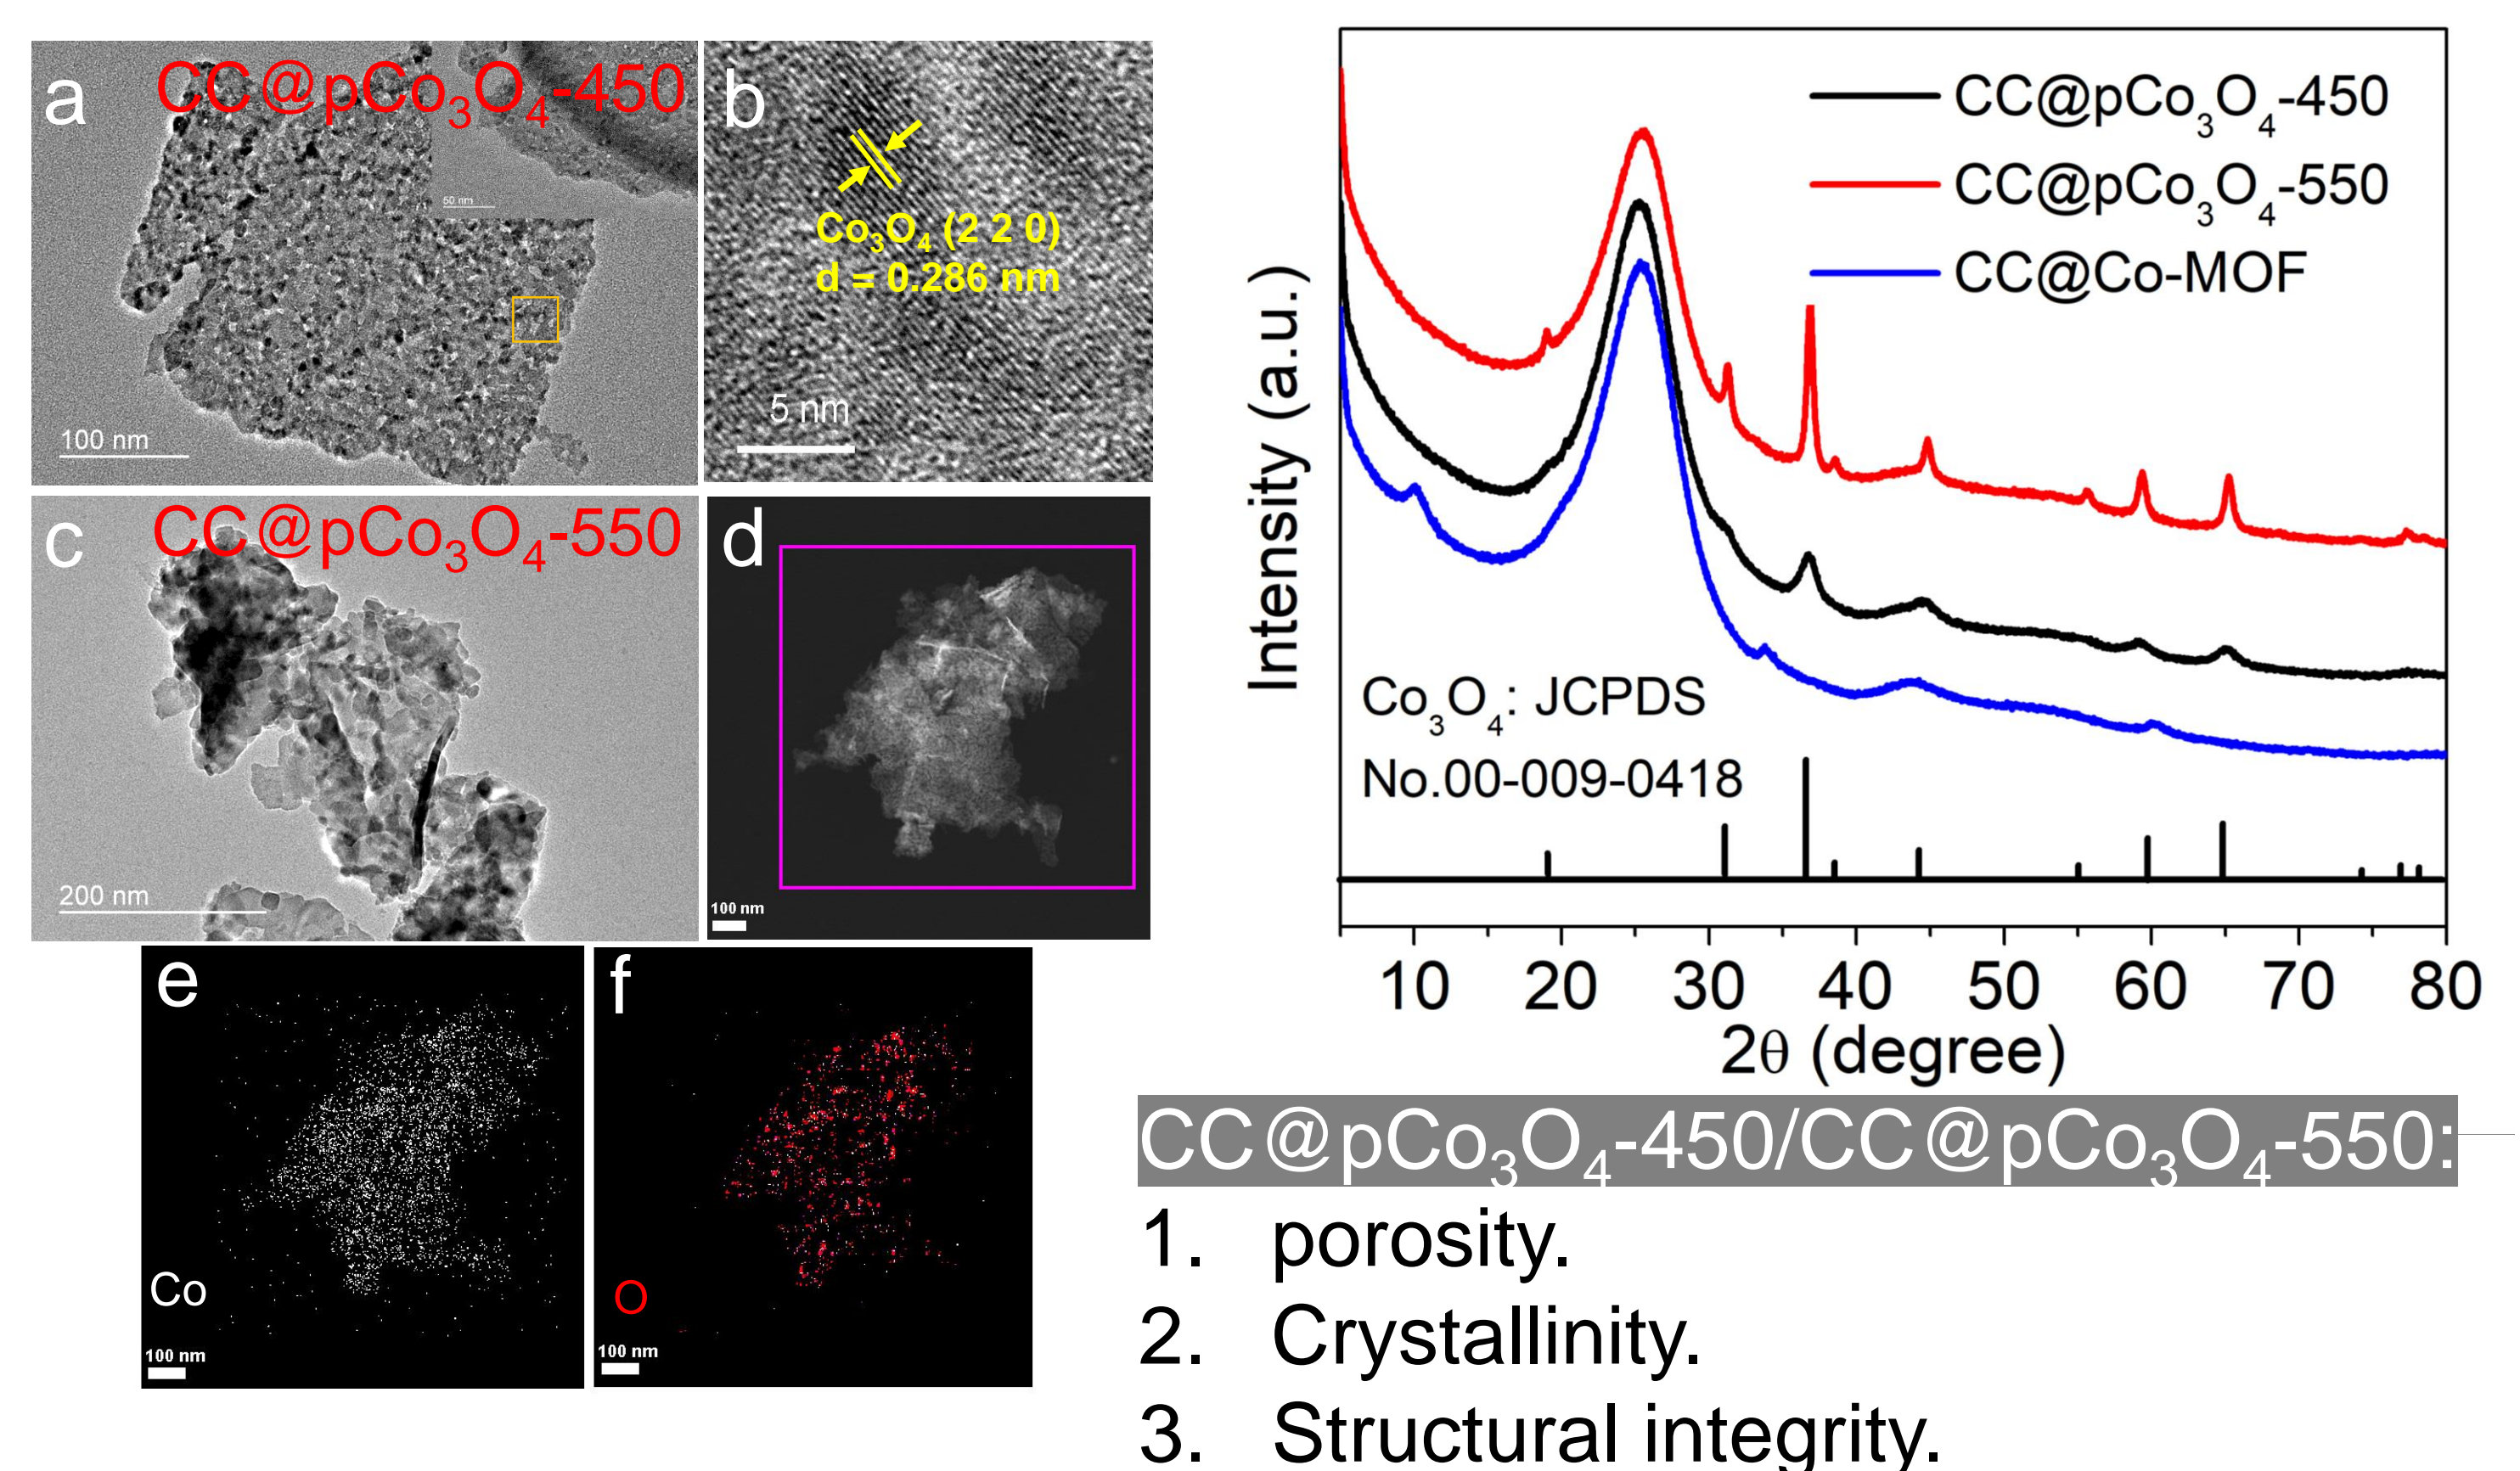 a
CC@pCo₃O₄-450
50 nm
100 nm
b
Co₃O₄ (2 2 0)
d = 0.286 nm
5 nm
c
CC@pCo₃O₄-550
200 nm
d
100 nm
e
Co
100 nm
f
O
100 nm
Intensity (a.u.)
CC@pCo₃O₄-450
CC@pCo₃O₄-550
CC@Co-MOF
Co₃O₄: JCPDS
No.00-009-0418
10 20 30 40 50 60 70 80
2θ (degree)
CC@pCo₃O₄-450/CC@pCo₃O₄-550:
1. porosity.
2. Crystallinity.
3. Structural integrity.